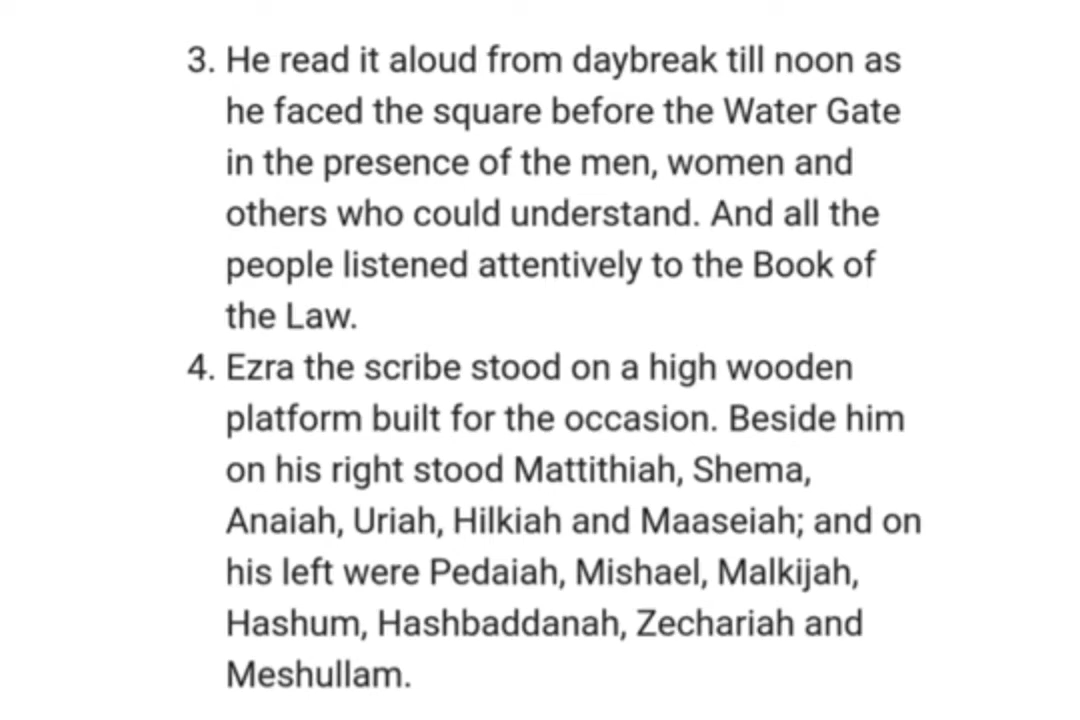 3. He read it aloud from daybreak till noon as
he faced the square before the Water Gate
in the presence of the men, women and
others who could understand. And all the
people listened attentively to the Book of
the Law.
4. Ezra the scribe stood on a high wooden
platform built for the occasion. Beside him
on his right stood Mattithiah, Shema,
Anaiah, Uriah, Hilkiah and Maaseiah; and on
his left were Pedaiah, Mishael, Malkijah,
Hashum, Hashbaddanah, Zechariah and
Meshullam.